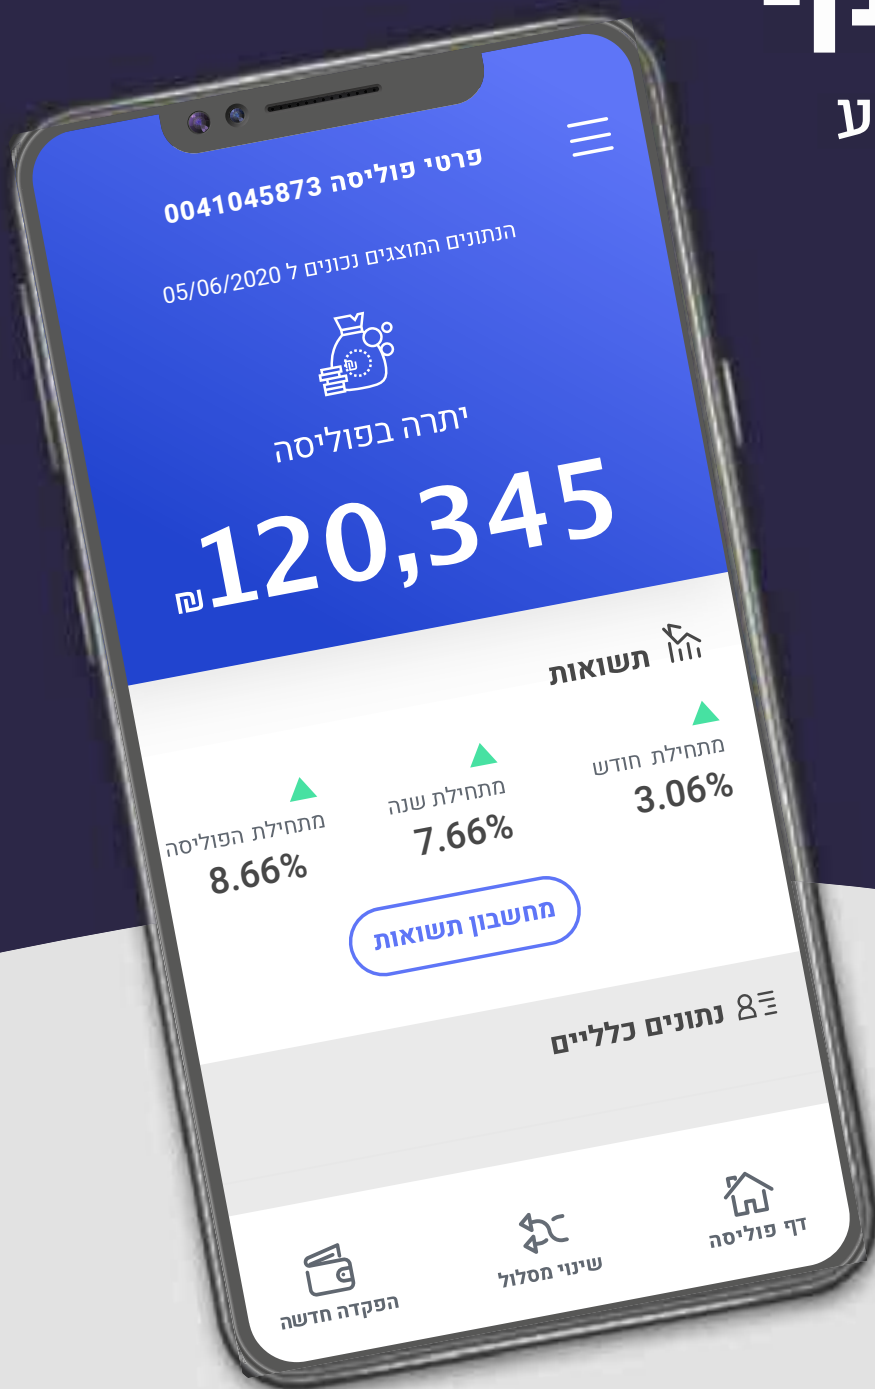 ע
פרטי פוליסה 0041045873
הנתונים המוצגים נכונים ל 05/06/2020
יתרה בפוליסה
₪120,345
תשואות
מתחילת חודש
3.06%
מתחילת שנה
7.66%
מתחילת הפוליסה
8.66%
מחשבון תשואות
נתונים כלליים
דף פוליסה
שינוי מסלול
הפקדה חדשה